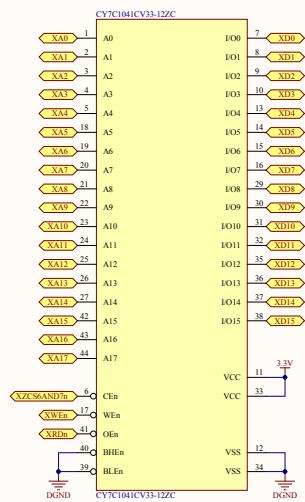 CY7C1041CV33-12ZC
XA0 1 A0 I/O0 7 XD0
XA1 2 A1 I/O1 8 XD1
XA2 3 A2 I/O2 9 XD2
XA3 4 A3 I/O3 10 XD3
XA4 5 A4 I/O4 13 XD4
XA5 18 A5 I/O5 14 XD5
XA6 19 A6 I/O6 15 XD6
XA7 20 A7 I/O7 16 XD7
XA8 21 A8 I/O8 29 XD8
XA9 22 A9 I/O9 30 XD9
XA10 23 A10 I/O10 31 XD10
XA11 24 A11 I/O11 32 XD11
XA12 25 A12 I/O12 35 XD12
XA13 26 A13 I/O13 36 XD13
XA14 27 A14 I/O14 37 XD14
XA15 42 A15 I/O15 38 XD15
XA16 43 A16
XA17 44 A17
3.3V
VCC 11
XZCS6AND7n 6 CEn VCC 33
XWEn 17 WEn
XRDn 41 OEn
40 BHEn VSS 12
39 BLEn VSS 34
DGND CY7C1041CV33-12ZC DGND